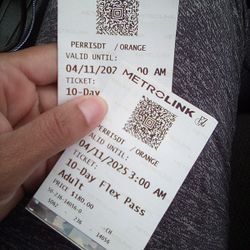 PERRISDT /ORANGE
VALID UNTIL:
04/11/202 :00 AM
TICKET:
10-Day
METROLINK
PERRISDT /ORANGE
VALID UNTIL:
04/11/2025 3:00 AM
TICKET:
10-Day Flex Pass
Adult
PRICE $180.00